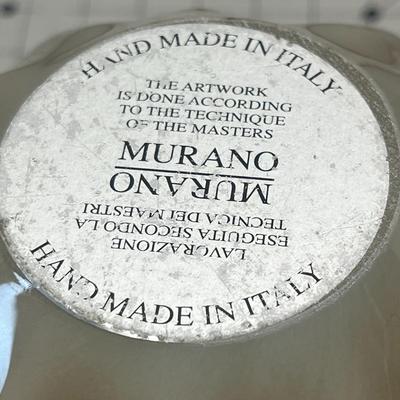 HAND MADE IN ITALY
THE ARTWORK
IS DONE ACCORDING
TO THE TECHNIQUE
OF THE MASTERS
MURANO
MURANO
LAVORAZIONE
ESEGUITA SECONDO LA
TECNICA DEI MAESTRI
HAND MADE IN ITALY